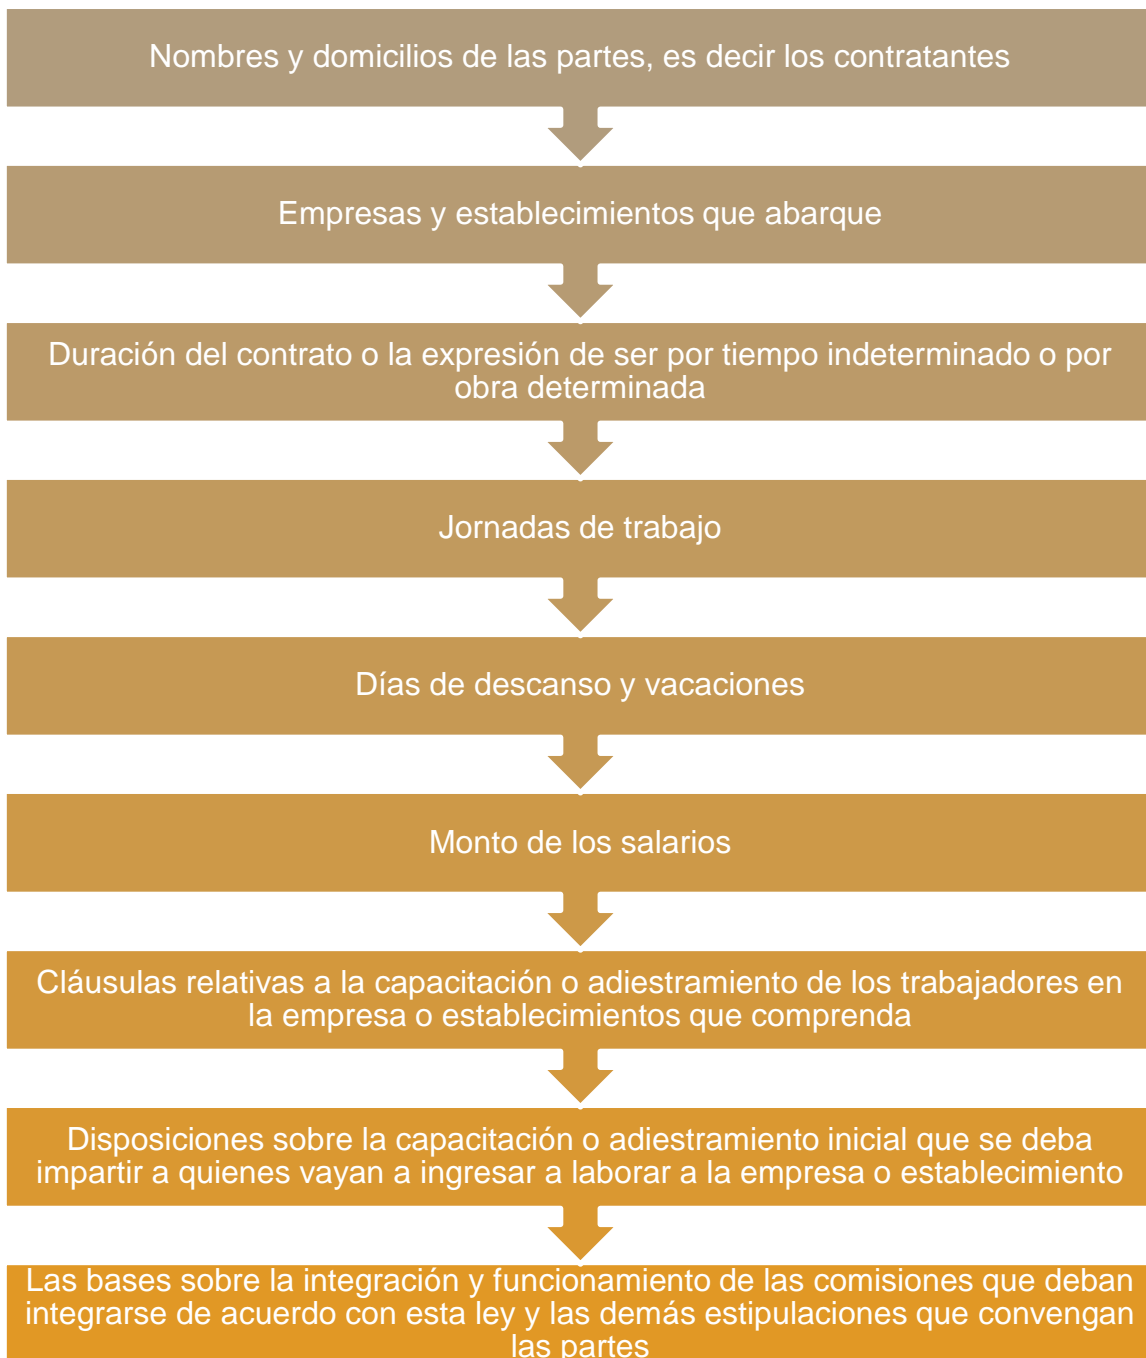 Nombres y domicilios de las partes, es decir los contratantes
Empresas y establecimientos que abarque
Duración del contrato o la expresión de ser por tiempo indeterminado o por
obra determinada
Jornadas de trabajo
Días de descanso y vacaciones
Monto de los salarios
Cláusulas relativas a la capacitación o adiestramiento de los trabajadores en
la empresa o establecimientos que comprenda
Disposiciones sobre la capacitación o adiestramiento inicial que se deba
impartir a quienes vayan a ingresar a laborar a la empresa o establecimiento
Las bases sobre la integración y funcionamiento de las comisiones que deban
integrarse de acuerdo con esta ley y las demás estipulaciones que convengan
las partes